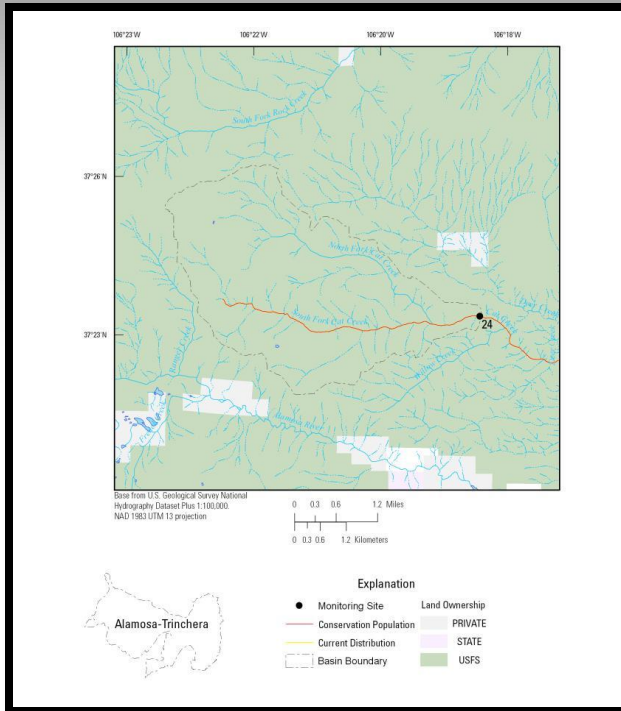 106°23'W 106°22'W 106°20'W 106°18'W
South Fork Rock Creek
37°26'N
North Fork Cat Creek
South Fork Cat Creek
24
37°23'N
Ranger Creek
Alamosa River
Base from U.S. Geological Survey National
Hydrography Dataset Plus 1:100,000.
NAD 1983 UTM 13 projection
0 0.3 0.6 1.2 Miles
0 0.3 0.6 1.2 Kilometers
Alamosa-Trinchera
Explanation
Monitoring Site
Conservation Population
Current Distribution
Basin Boundary
Land Ownership
PRIVATE
STATE
USFS